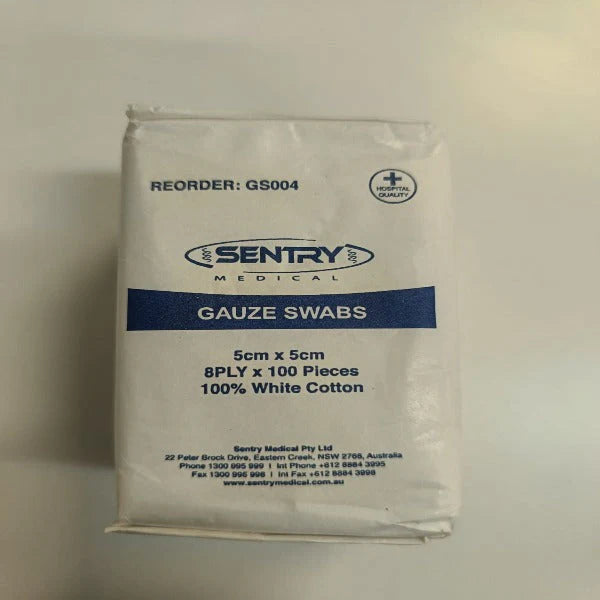 REORDER: GS004
HOSPITAL
QUALITY
SENTRY
MEDICAL
GAUZE SWABS
5cm x 5cm
8PLY x 100 Pieces
100% White Cotton
Sentry Medical Pty Ltd
22 Peter Brock Drive, Eastern Creek, NSW 2766, Australia
Phone 1300 995 999 | Int Phone +612 8884 3995
Fax 1300 995 998 | Int Fax +612 8884 3998
www.sentrymedical.com.au